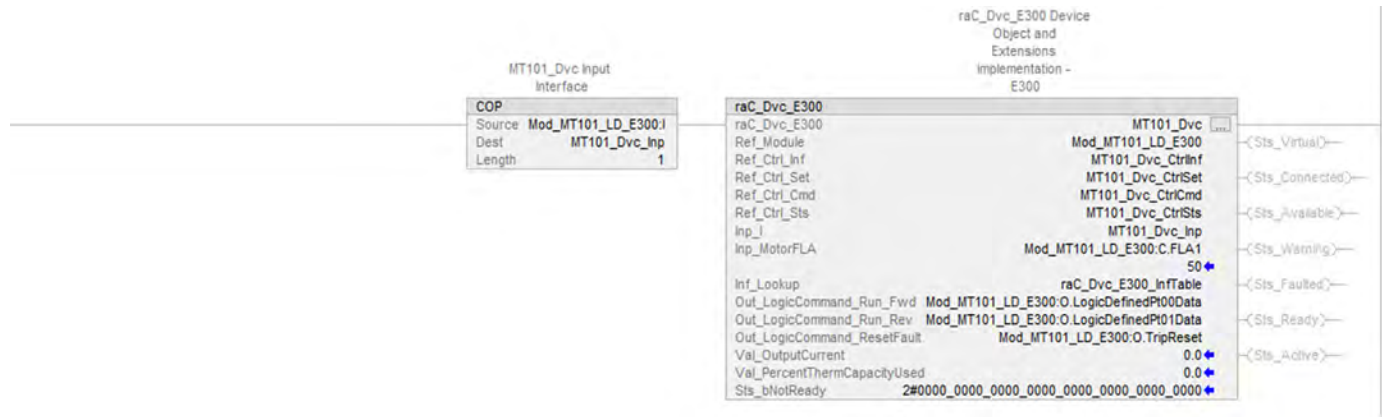 raC_Dvc_E300 Device
Object and
Extensions
implementation -
E300
MT101_Dvc Input
Interface
COP
Source Mod_MT101_LD_E300:I
Dest MT101_Dvc_Inp
Length 1
raC_Dvc_E300
raC_Dvc_E300 MT101_Dvc ...
Ref_Module Mod_MT101_LD_E300 (Sts_Virtual)
Ref_Ctrl_Inf MT101_Dvc_CtrlInf
Ref_Ctrl_Set MT101_Dvc_CtrlSet (Sts_Connected)
Ref_Ctrl_Cmd MT101_Dvc_CtrlCmd
Ref_Ctrl_Sts MT101_Dvc_CtrlSts (Sts_Available)
Inp_I MT101_Dvc_Inp
Inp_MotorFLA Mod_MT101_LD_E300:C.FLA1 (Sts_Warning)
50
Inf_Lookup raC_Dvc_E300_InfTable (Sts_Faulted)
Out_LogicCommand_Run_Fwd Mod_MT101_LD_E300:O.LogicDefinedPt00Data
Out_LogicCommand_Run_Rev Mod_MT101_LD_E300:O.LogicDefinedPt01Data (Sts_Ready)
Out_LogicCommand_ResetFault Mod_MT101_LD_E300:O.TripReset
Val_OutputCurrent 0.0 (Sts_Active)
Val_PercentThermCapacityUsed 0.0
Sts_bNotReady 2#0000_0000_0000_0000_0000_0000_0000_0000